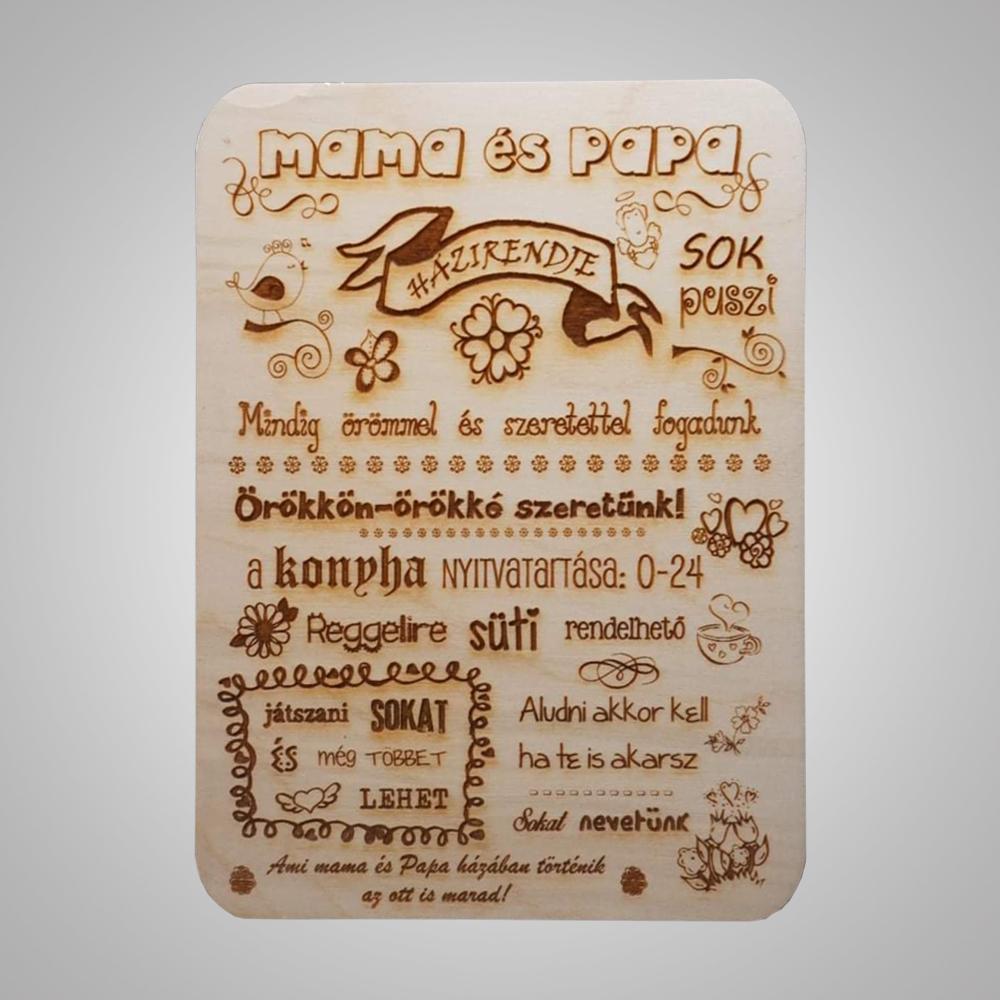 mama és papa
HÁZIRENDJE
SOK
puszi
Mindig örömmel és szeretettel fogadunk
Örökkön-örökké szeretünk!
a konyha NYITVATARTÁSA: 0-24
Reggelire süti rendelhető
játszani SOKAT
ÉS még TÖBBET
LEHET
Aludni akkor kell
ha te is akarsz
Sokat nevetünk
Ami mama és Papa házában történik
az ott is marad!